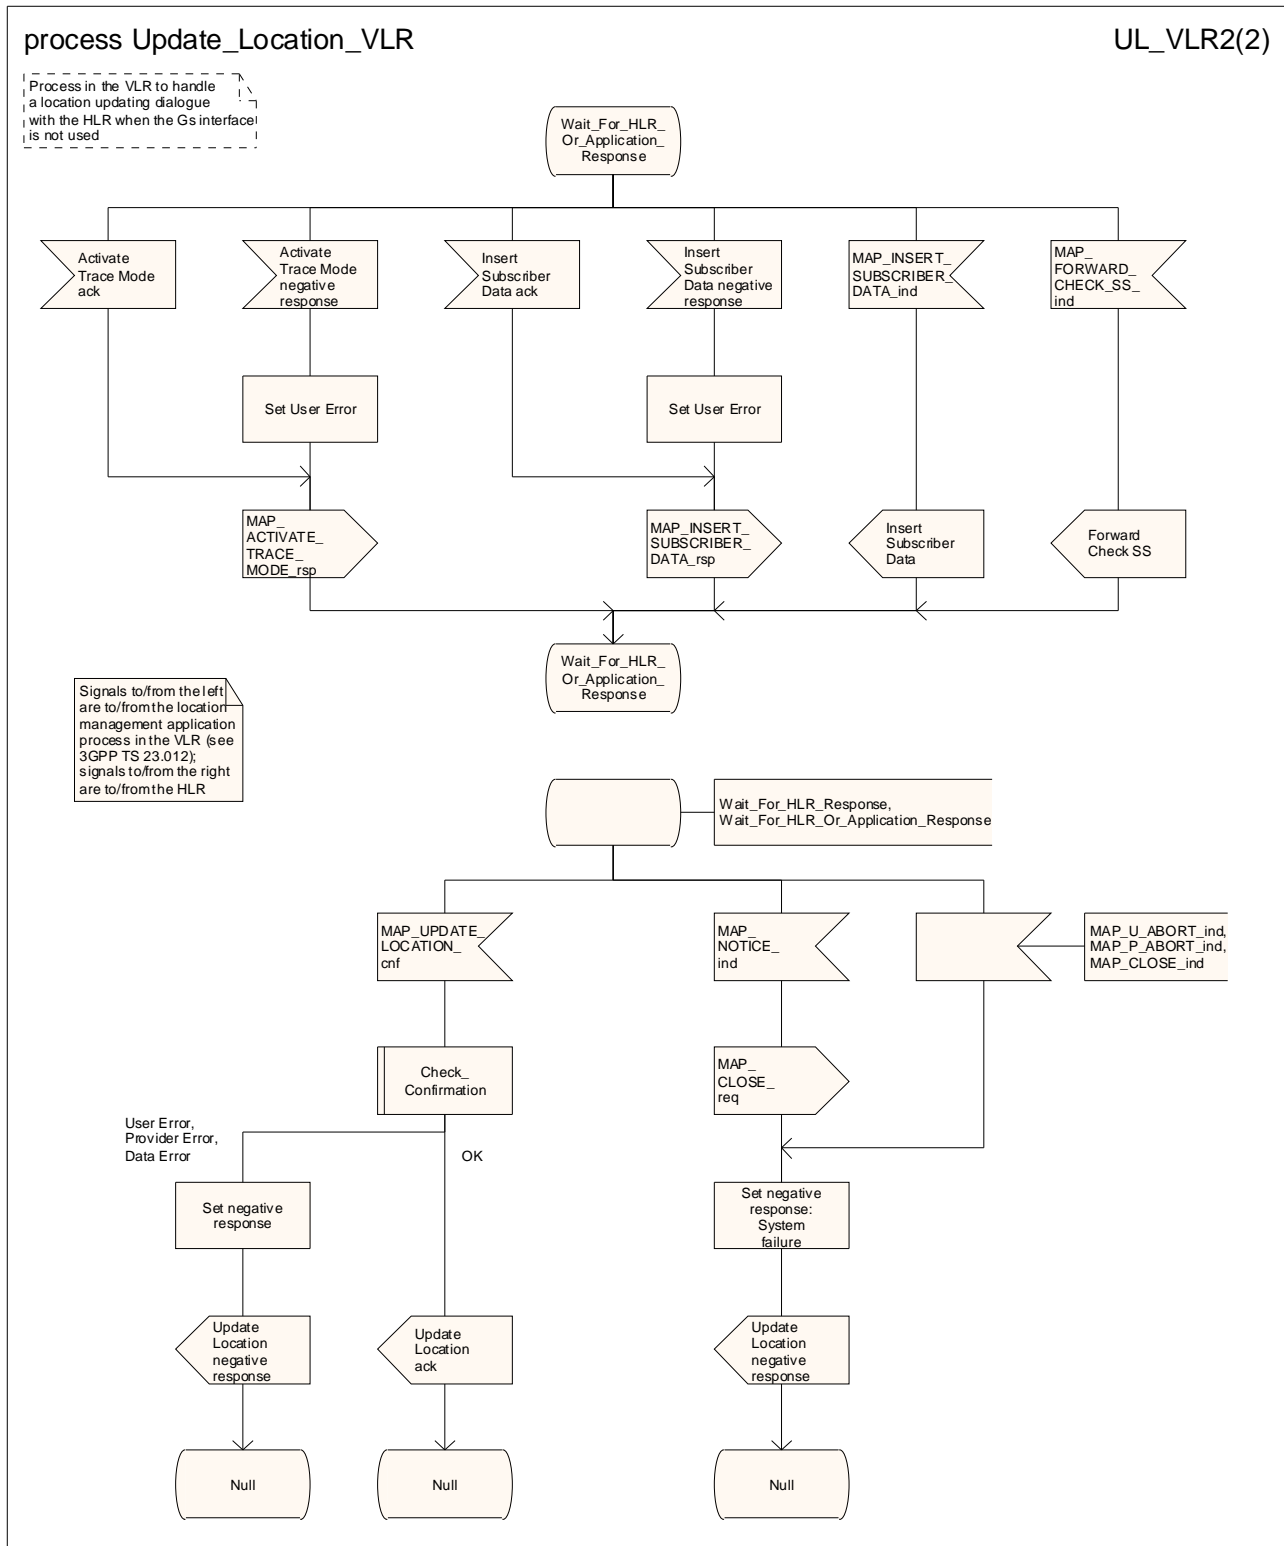 process Update_Location_VLR
UL_VLR2(2)
Process in the VLR to handle
a location updating dialogue
with the HLR when the Gs interface
is not used
Wait_For_HLR_
Or_Application_
Response
Activate
Trace Mode
ack
Activate
Trace Mode
negative
response
Insert
Subscriber
Data ack
Insert
Subscriber
Data negative
response
MAP_INSERT_
SUBSCRIBER_
DATA_ind
MAP_
FORWARD_
CHECK_SS_
ind
Set User Error
Set User Error
MAP_
ACTIVATE_
TRACE_
MODE_rsp
MAP_INSERT_
SUBSCRIBER_
DATA_rsp
Insert
Subscriber
Data
Forward
Check SS
Wait_For_HLR_
Or_Application_
Response
Signals to/from the left
are to/from the location
management application
process in the VLR (see
3GPP TS 23.012);
signals to/from the right
are to/from the HLR
Wait_For_HLR_Response,
Wait_For_HLR_Or_Application_Response
MAP_UPDATE_
LOCATION_
cnf
MAP_
NOTICE_
ind
MAP_U_ABORT_ind,
MAP_P_ABORT_ind,
MAP_CLOSE_ind
Check_
Confirmation
MAP_
CLOSE_
req
User Error,
Provider Error,
Data Error
OK
Set negative
response
Set negative
response:
System
failure
Update
Location
negative
response
Update
Location
ack
Update
Location
negative
response
Null
Null
Null